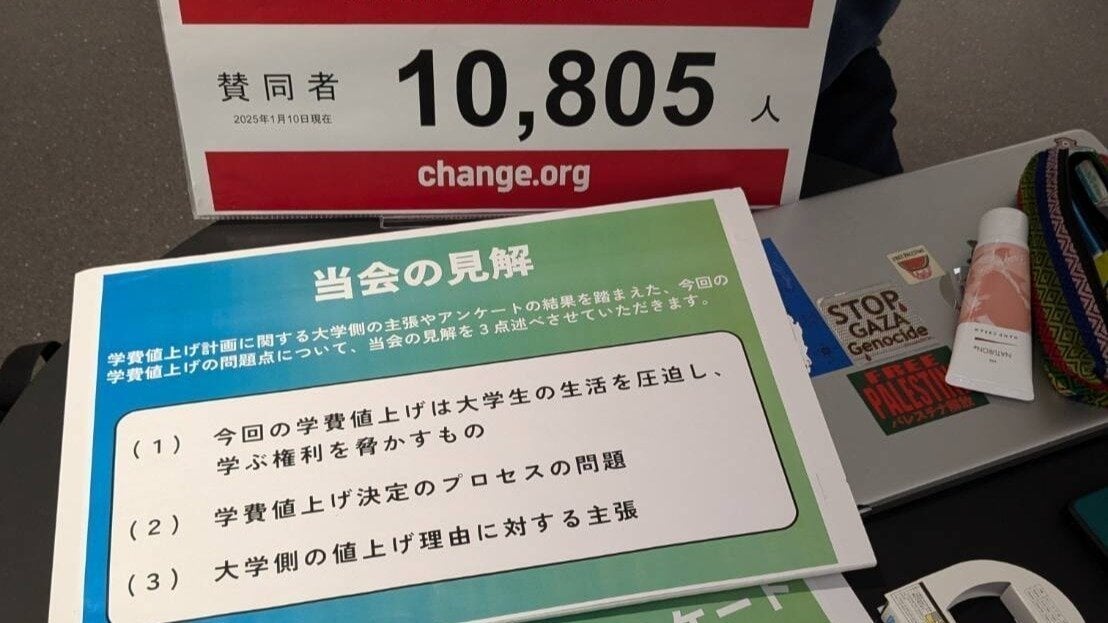 賛同者
2025年1月10日現在
10,805人
change.org
当会の見解
学費値上げ計画に関する大学側の主張やアンケートの結果を踏まえた、今回の
学費値上げの問題点について、当会の見解を３点述べさせていただきます。
(1) 今回の学費値上げは大学生の生活を圧迫し、
学ぶ権利を脅かすもの
(2) 学費値上げ決定のプロセスの問題
(3) 大学側の値上げ理由に対する主張
STOP
GAZA
Genocide
FREE
PALESTINE
パレスチナ解放
ケート